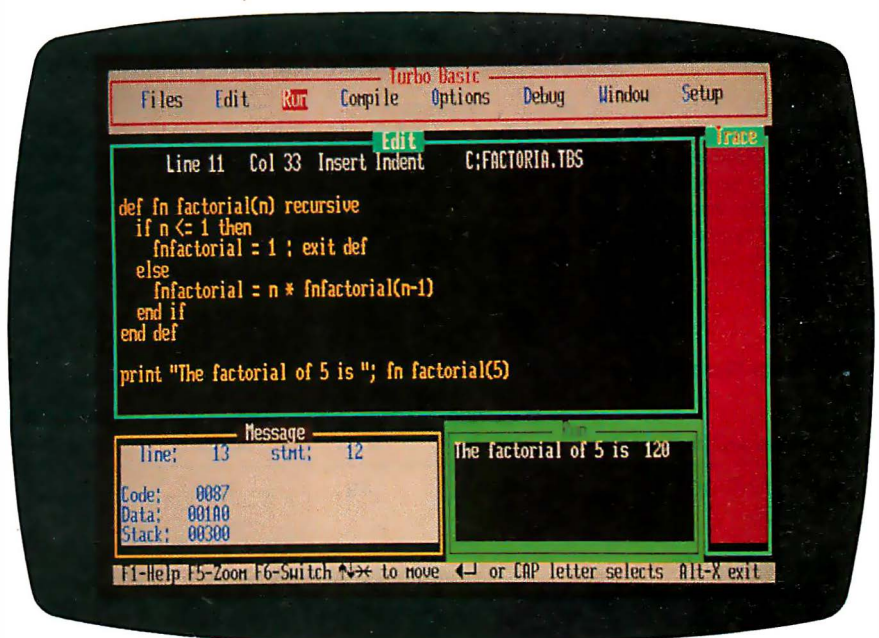 Turbo Basic
Files Edit Run Compile Options Debug Window Setup
Edit
Trace
Line 11 Col 33 Insert Indent C:FACTORIA.TBS
def fn factorial(n) recursive
if n <= 1 then
fnfactorial = 1 : exit def
else
fnfactorial = n * fnfactorial(n-1)
end if
end def
print "The factorial of 5 is "; fn factorial(5)
Message
line: 13 stmt: 12
Code: 0087
Data: 001A0
Stack: 00300
Run
The factorial of 5 is 120
F1-Help F5-Zoom F6-Switch ↑↓→← to move ↵ or CAP letter selects Alt-X exit